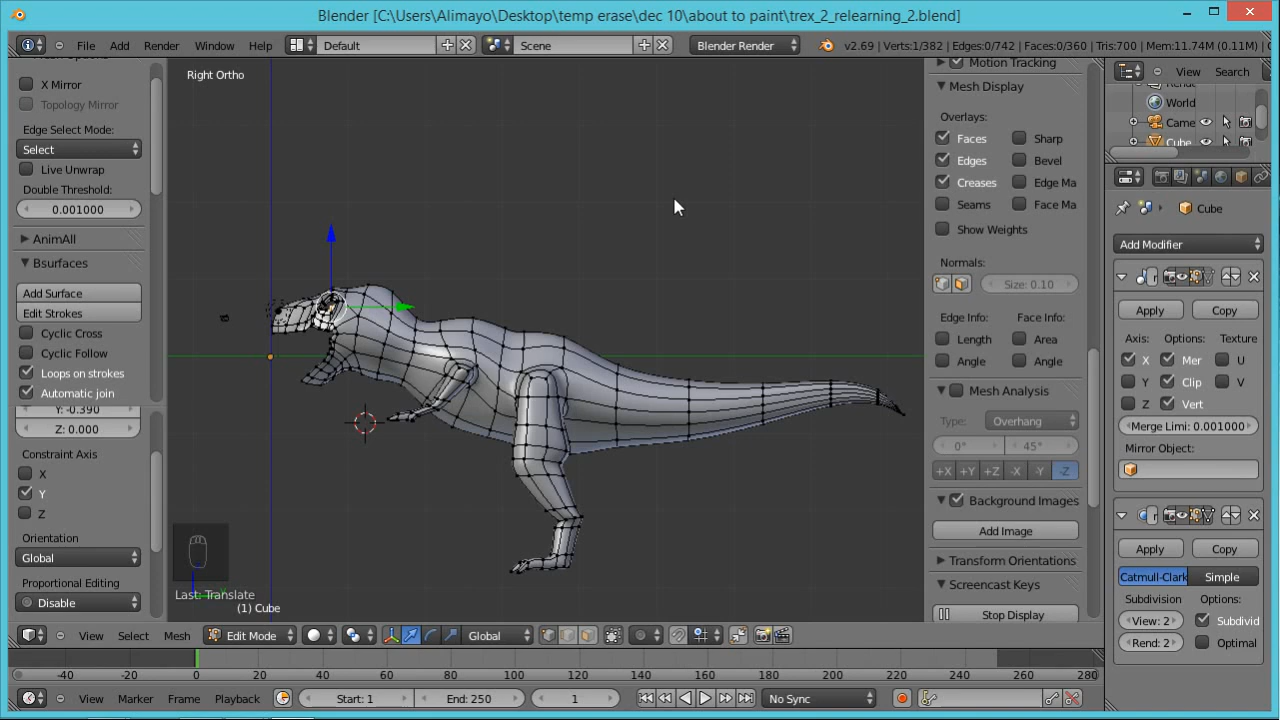 Blender [C:\Users\Alimayo\Desktop\temp erase\dec 10\about to paint\trex_2_relearning_2.blend]
File Add Render Window Help Default Scene Blender Render v2.69 | Verts:1/382 | Edges:0/742 | Faces:0/360 | Tris:700 | Mem:11.74M (0.11M) |
View Search
Right Ortho
X Mirror
Topology Mirror
Edge Select Mode:
Select
Live Unwrap
Double Threshold:
0.001000
AnimAll
Bsurfaces
Add Surface
Edit Strokes
Cyclic Cross
Cyclic Follow
Loops on strokes
Automatic join
Y: -0.390
Z: 0.000
Constraint Axis
X
Y
Z
Orientation
Global
Proportional Editing
Disable
Last: Translate
(1) Cube
Motion Tracking
Mesh Display
Overlays:
Faces Sharp
Edges Bevel
Creases Edge Ma
Seams Face Ma
Show Weights
Normals:
Size: 0.10
Edge Info: Face Info:
Length Area
Angle Angle
Mesh Analysis
Type: Overhang
0° 45°
+X +Y +Z -X -Y -Z
Background Images
Add Image
Transform Orientations
Screencast Keys
Stop Display
World
Came
Cube
Cube
Add Modifier
Apply Copy
Axis: Options: Texture
X Mer U
Y Clip V
Z Vert
Merge Limi: 0.001000
Mirror Object:
Apply Copy
Catmull-Clark Simple
Subdivision Options:
View: 2 Subdivid
Rend: 2 Optimal
View Select Mesh Edit Mode Global
-40 -20 0 20 40 60 80 100 120 140 160 180 200 220 240 260 280
View Marker Frame Playback Start: 1 End: 250 1 No Sync